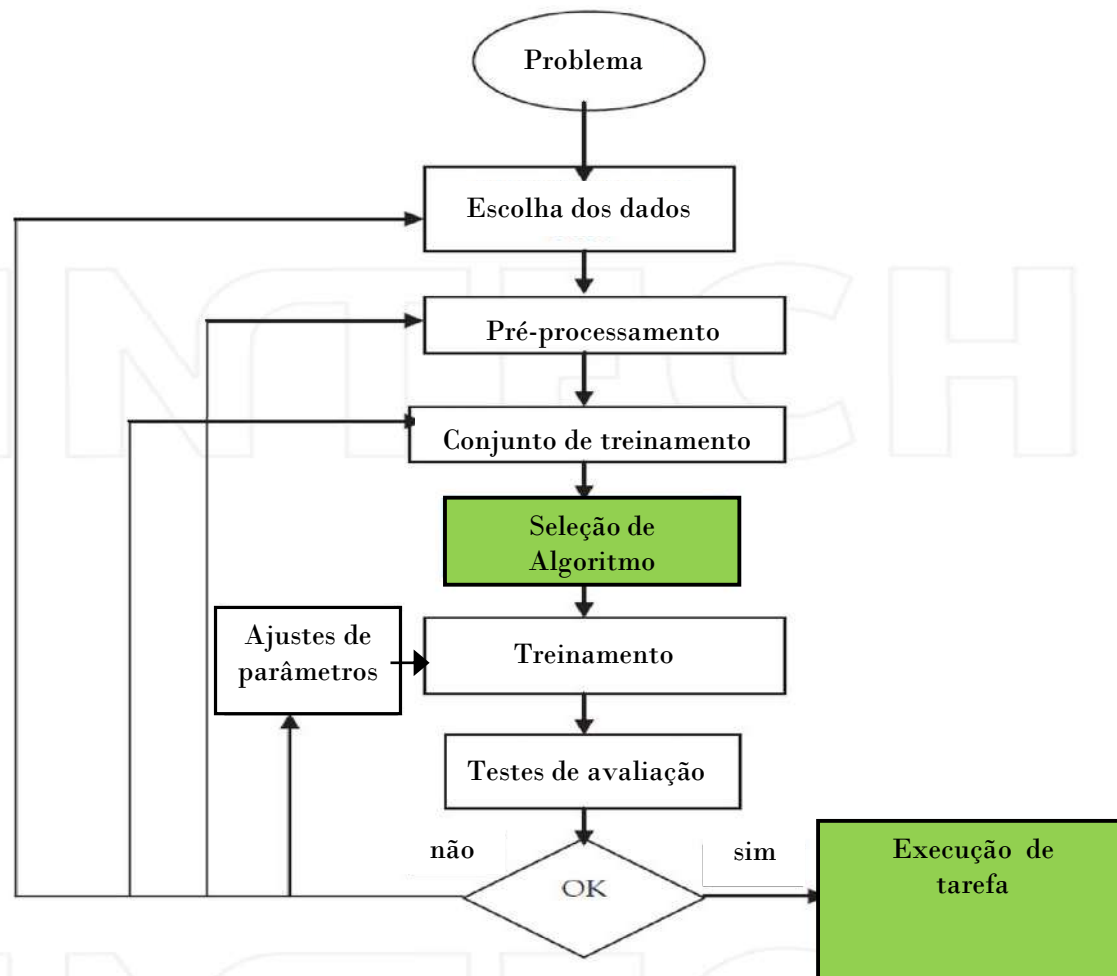 Problema
Escolha dos dados
Pré-processamento
Conjunto de treinamento
Seleção de
Algoritmo
Ajustes de
parâmetros
Treinamento
Testes de avaliação
não
OK
sim
Execução de
tarefa
INTECH